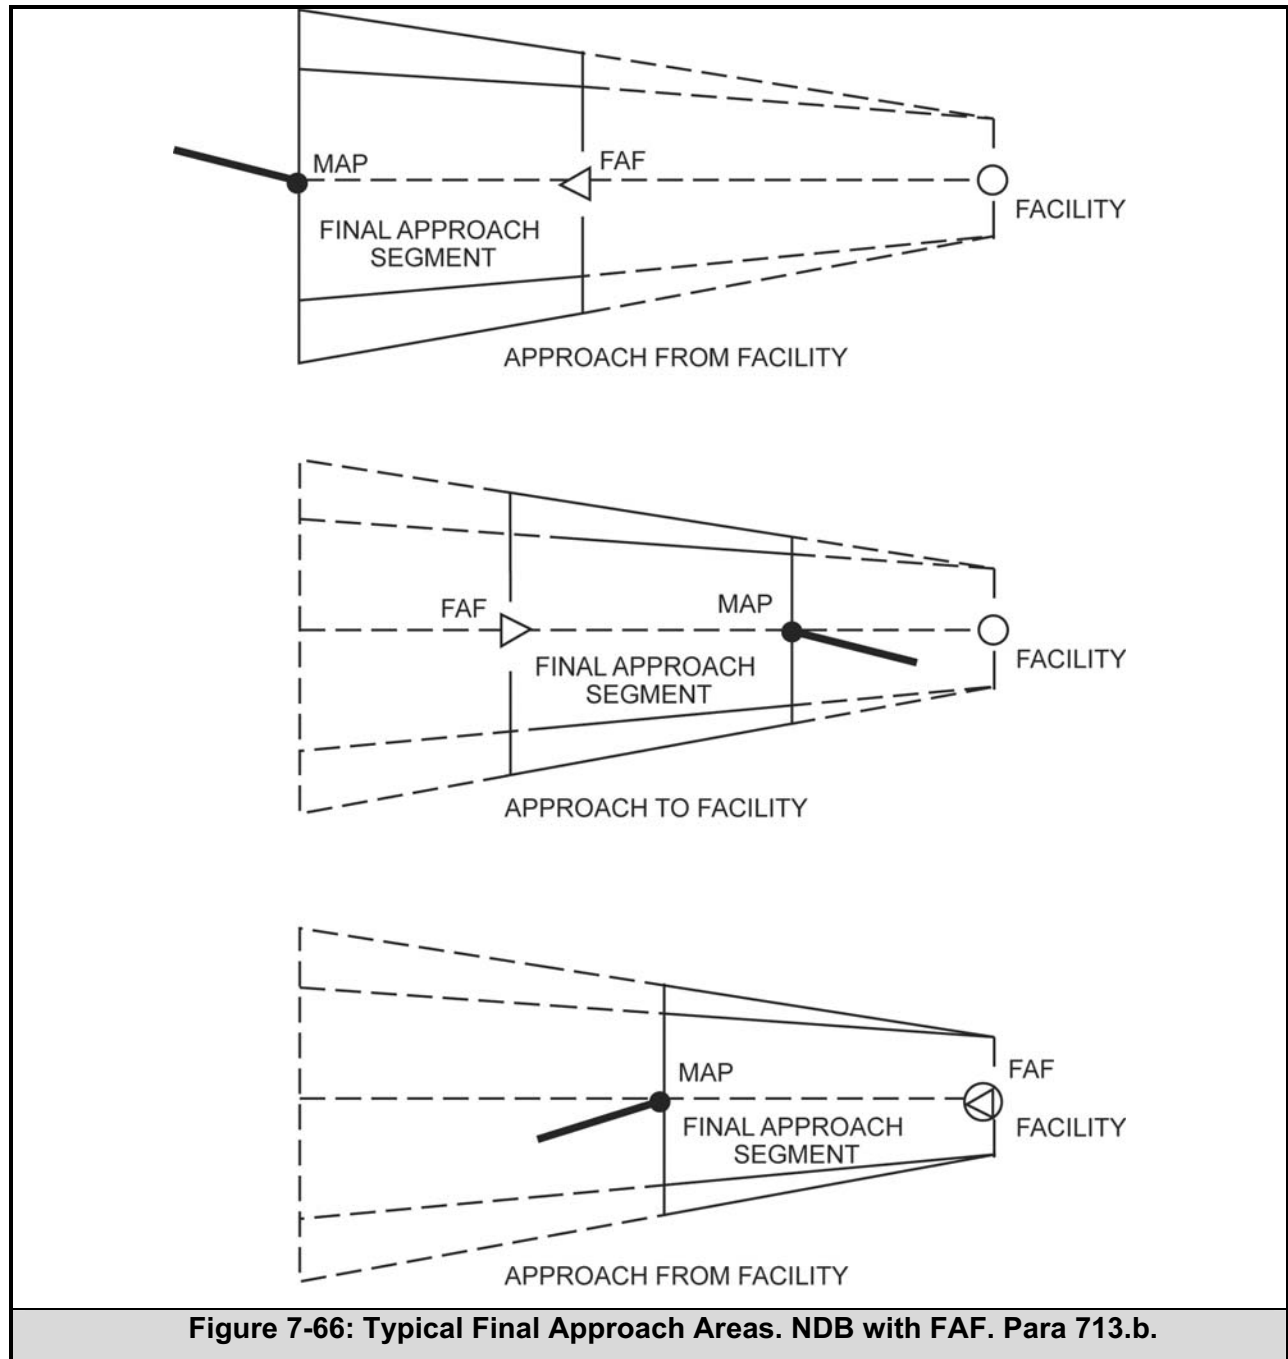 MAP
FAF
FACILITY
FINAL APPROACH
SEGMENT
APPROACH FROM FACILITY
FAF
MAP
FACILITY
FINAL APPROACH
SEGMENT
APPROACH TO FACILITY
FAF
MAP
FACILITY
FINAL APPROACH
SEGMENT
APPROACH FROM FACILITY
Figure 7-66: Typical Final Approach Areas. NDB with FAF. Para 713.b.